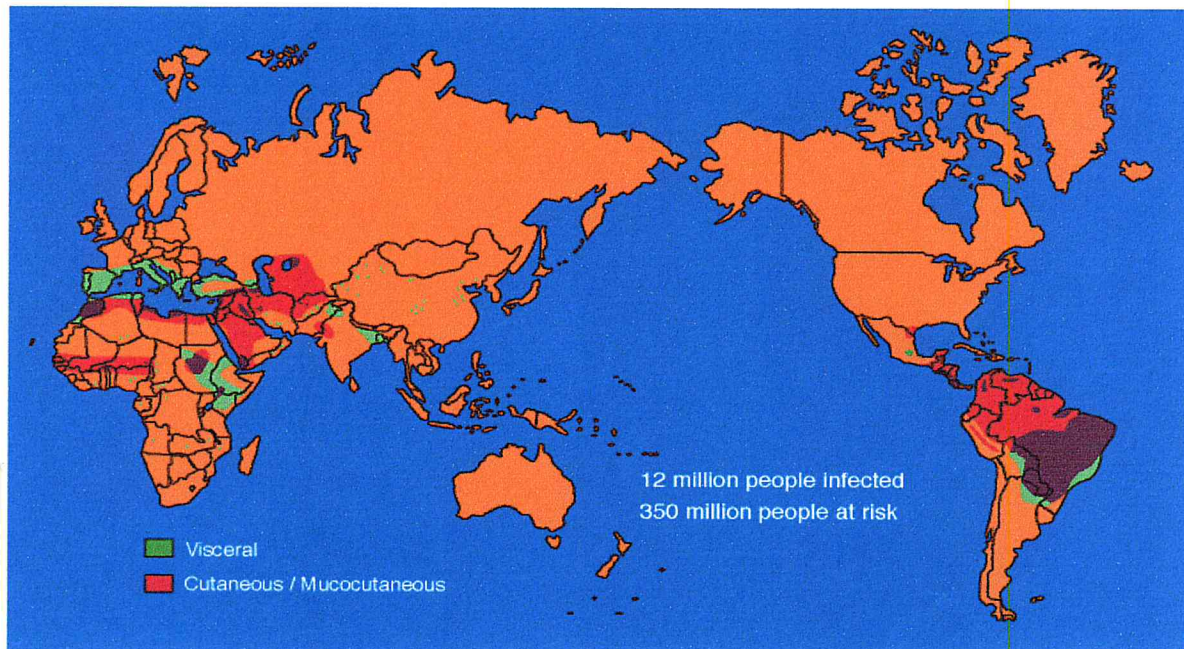 12 million people infected
350 million people at risk
Visceral
Cutaneous / Mucocutaneous